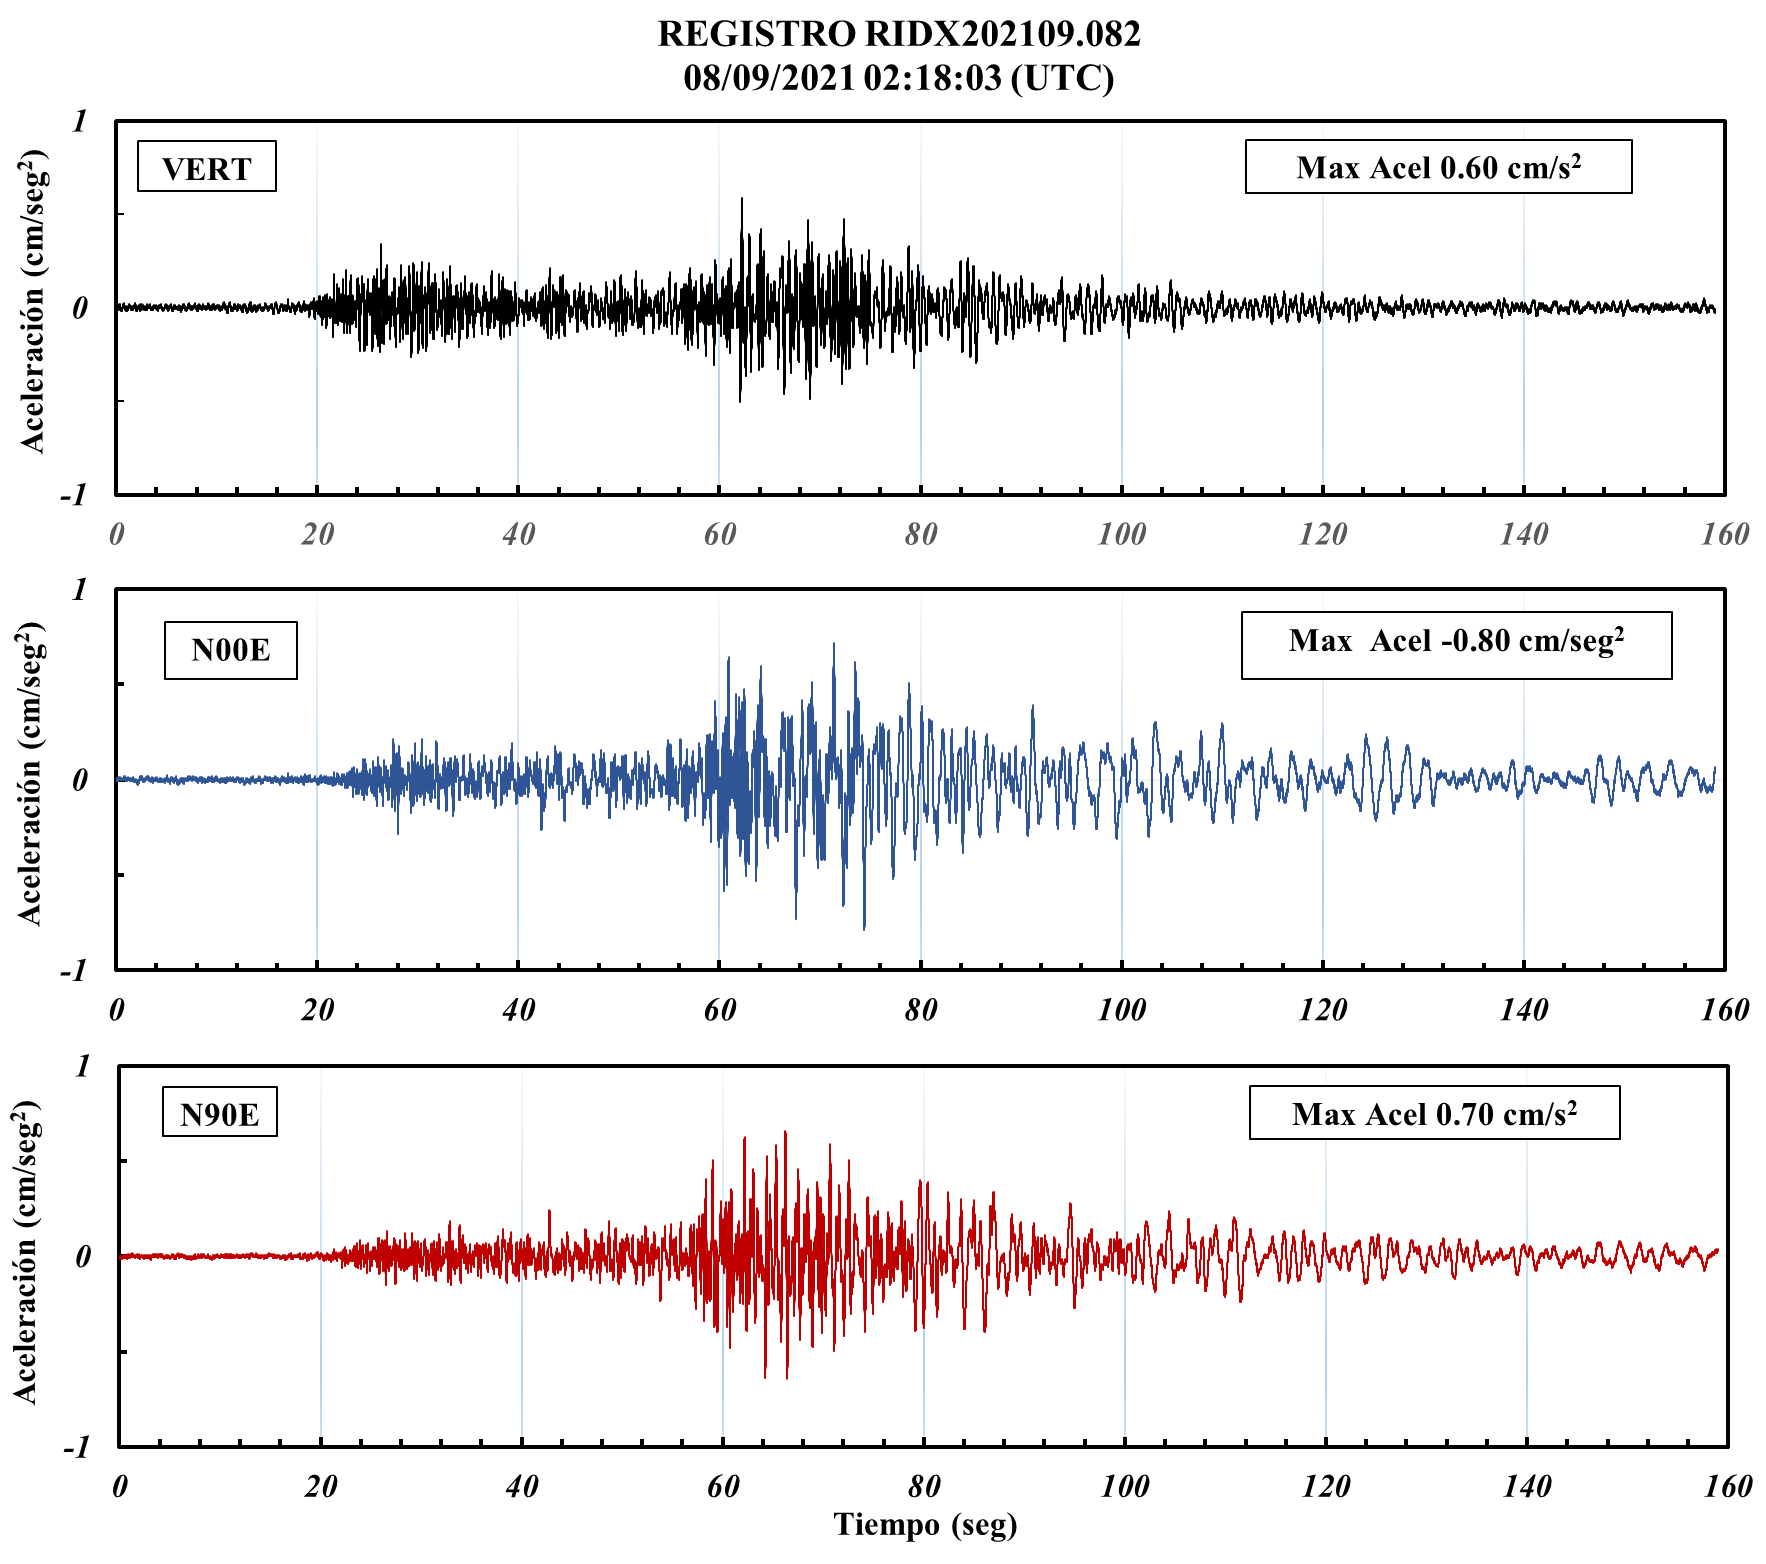 REGISTRO RIDX202109.082
08/09/2021 02:18:03 (UTC)
Aceleración (cm/seg²)
1
0
-1
VERT
Max Acel 0.60 cm/s²
0 20 40 60 80 100 120 140 160
Aceleración (cm/seg²)
1
0
-1
N00E
Max Acel -0.80 cm/seg²
0 20 40 60 80 100 120 140 160
Aceleración (cm/seg²)
1
0
-1
N90E
Max Acel 0.70 cm/s²
0 20 40 60 80 100 120 140 160
Tiempo (seg)